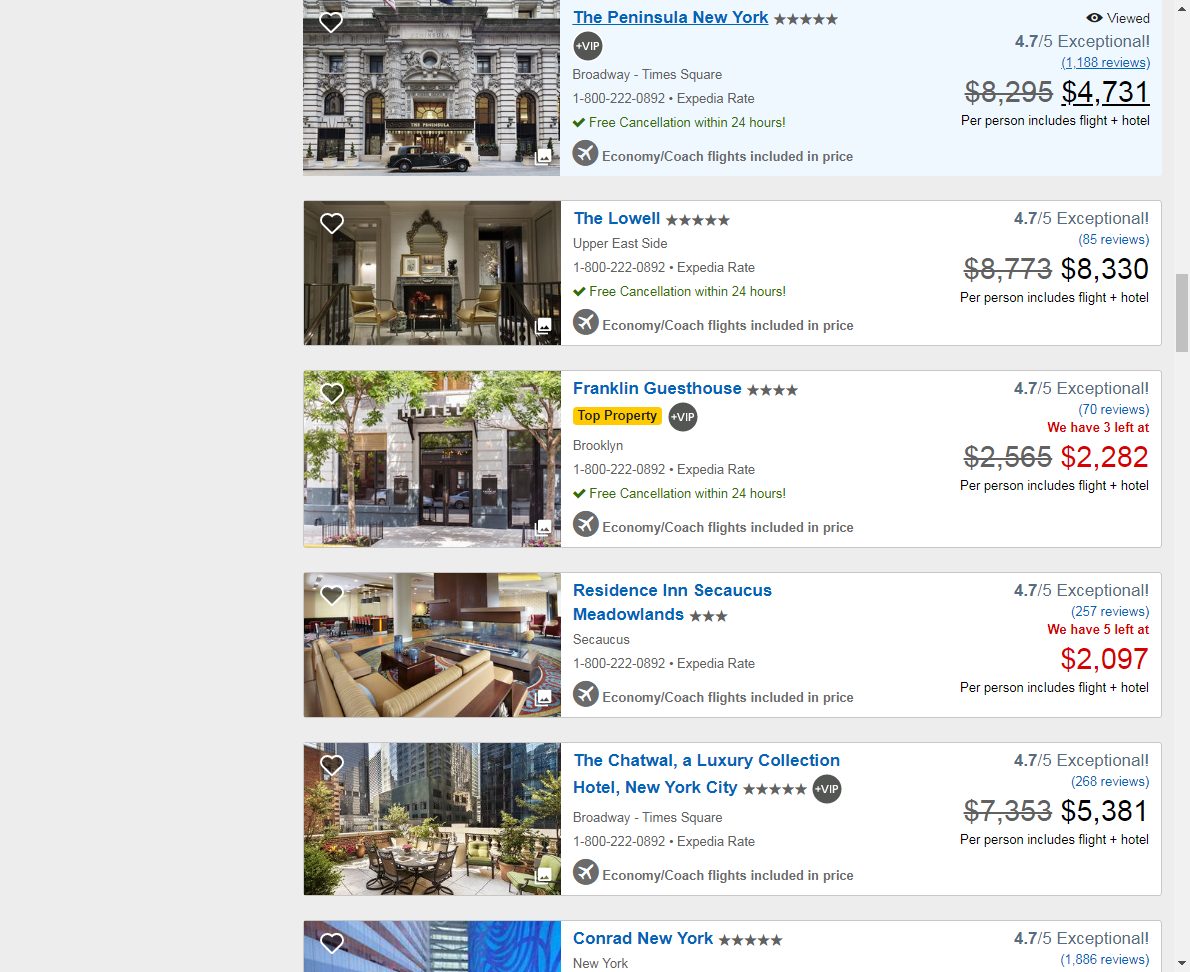 The Peninsula New York
Viewed
+VIP
4.7/5 Exceptional!
(1,188 reviews)
Broadway - Times Square
$8,295 $4,731
1-800-222-0892 • Expedia Rate
Per person includes flight + hotel
Free Cancellation within 24 hours!
Economy/Coach flights included in price
THE PENINSULA
The Lowell
4.7/5 Exceptional!
Upper East Side
(85 reviews)
1-800-222-0892 • Expedia Rate
$8,773 $8,330
Free Cancellation within 24 hours!
Per person includes flight + hotel
Economy/Coach flights included in price
HOTEL
Franklin Guesthouse
4.7/5 Exceptional!
Top Property +VIP
(70 reviews)
We have 3 left at
Brooklyn
$2,565 $2,282
1-800-222-0892 • Expedia Rate
Per person includes flight + hotel
Free Cancellation within 24 hours!
Economy/Coach flights included in price
Residence Inn Secaucus
Meadowlands
4.7/5 Exceptional!
(257 reviews)
We have 5 left at
Secaucus
$2,097
1-800-222-0892 • Expedia Rate
Per person includes flight + hotel
Economy/Coach flights included in price
The Chatwal, a Luxury Collection
Hotel, New York City +VIP
4.7/5 Exceptional!
(268 reviews)
Broadway - Times Square
$7,353 $5,381
1-800-222-0892 • Expedia Rate
Per person includes flight + hotel
Economy/Coach flights included in price
Conrad New York
4.7/5 Exceptional!
New York
(1,886 reviews)